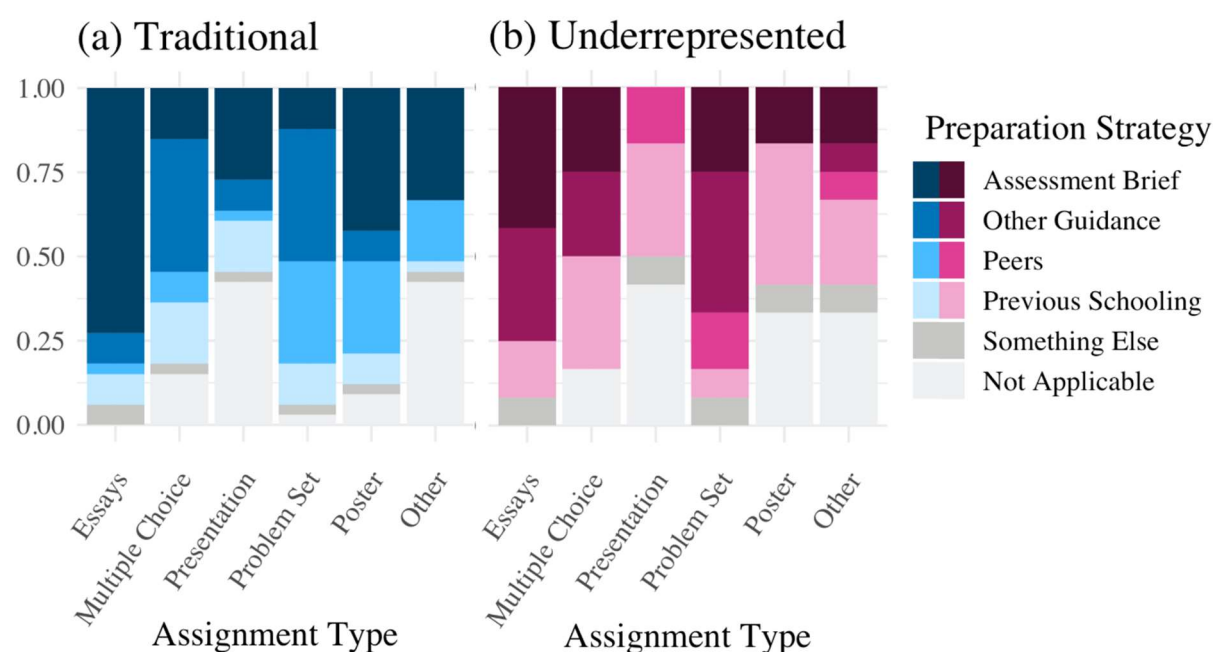 (a) Traditional
(b) Underrepresented
1.00
0.75
0.50
0.25
0.00
Essays
Multiple Choice
Presentation
Problem Set
Poster
Other
Assignment Type
Essays
Multiple Choice
Presentation
Problem Set
Poster
Other
Assignment Type
Preparation Strategy
Assessment Brief
Other Guidance
Peers
Previous Schooling
Something Else
Not Applicable